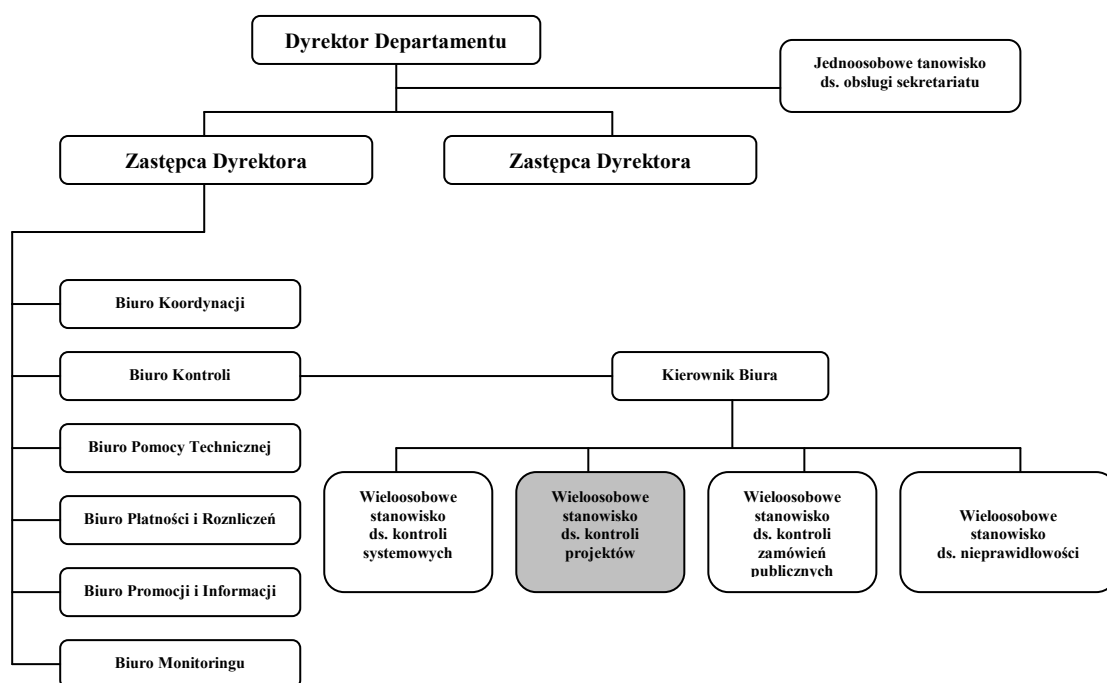 Dyrektor Departamentu
Jednoosobowe tanowisko
ds. obsługi sekretariatu
Zastępca Dyrektora
Zastępca Dyrektora
Biuro Koordynacji
Biuro Kontroli
Kierownik Biura
Biuro Pomocy Technicznej
Biuro Płatności i Roznliczeń
Biuro Promocji i Informacji
Biuro Monitoringu
Wieloosobowe
stanowisko
ds. kontroli
systemowych
Wieloosobowe
stanowisko
ds. kontroli
projektów
Wieloosobowe
stanowisko
ds. kontroli
zamówień
publicznych
Wieloosobowe
stanowisko
ds. nieprawidłowości